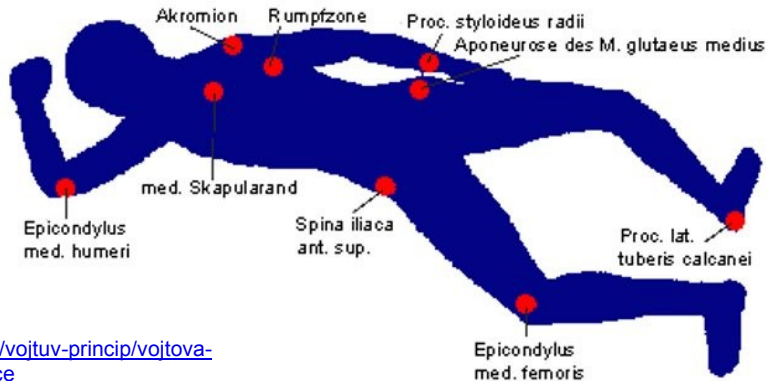 Akromion
Rumpfzone
Proc. styloideus radii
Aponeurose des M. glutaeus medius
med. Skapularand
Epicondylus
med. humeri
Spina iliaca
ant. sup.
Proc. lat.
tuberis calcanei
Epicondylus
med. femoris
/vojtuv-princip/vojtova-
ce